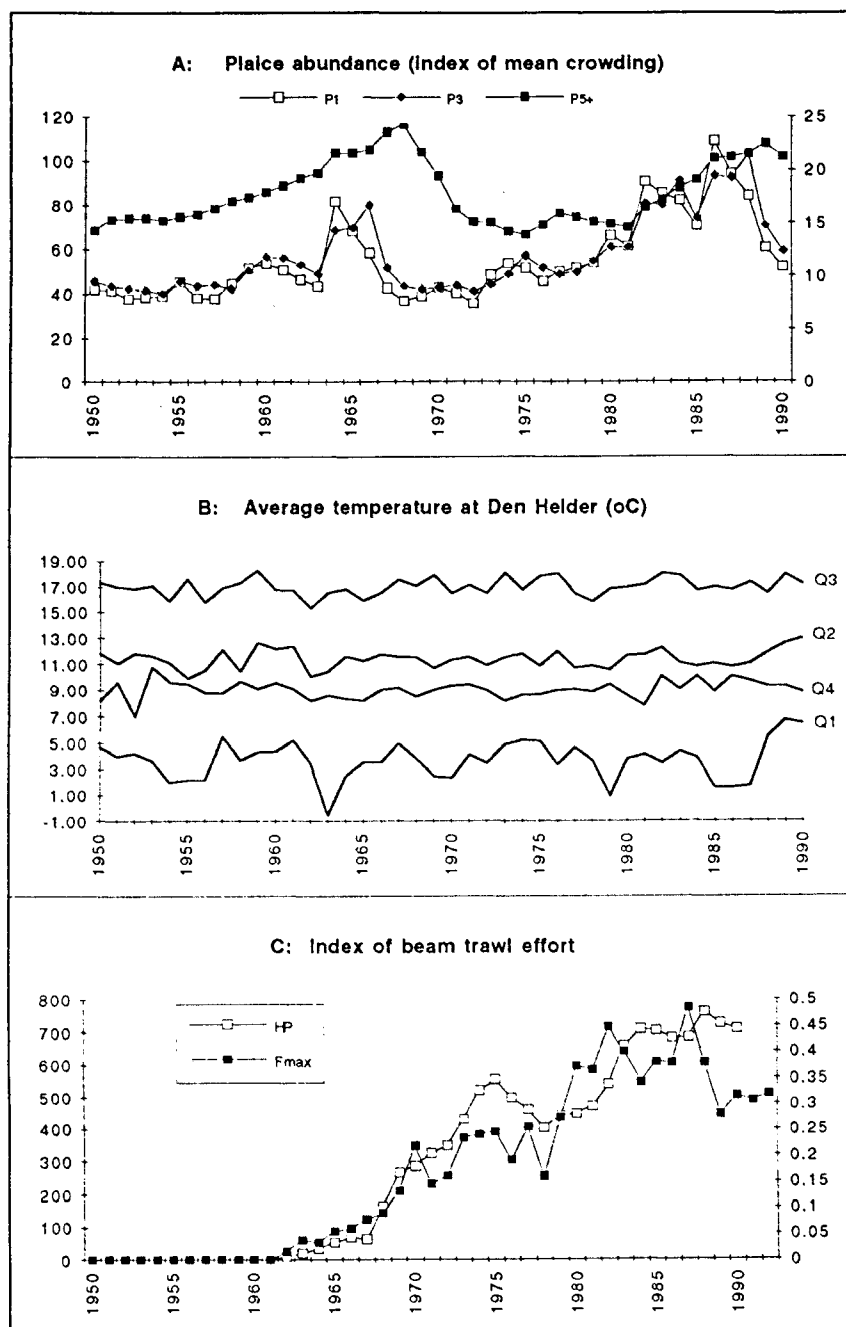 A: Plaice abundance (index of mean crowding)
P1 P3 P5+
120 25
100 20
80 15
60 10
40 5
20 0
0
1950 1955 1960 1965 1970 1975 1980 1985 1990
B: Average temperature at Den Helder (oC)
19.00
17.00 Q3
15.00
13.00 Q2
11.00
9.00 Q4
7.00 Q1
5.00
3.00
1.00
-1.00
1950 1955 1960 1965 1970 1975 1980 1985 1990
C: Index of beam trawl effort
HP
Fmax
800 0.5
700 0.45
600 0.4
500 0.35
400 0.3
300 0.25
200 0.2
100 0.15
0 0.1
0.05
0
1950 1955 1960 1965 1970 1975 1980 1985 1990